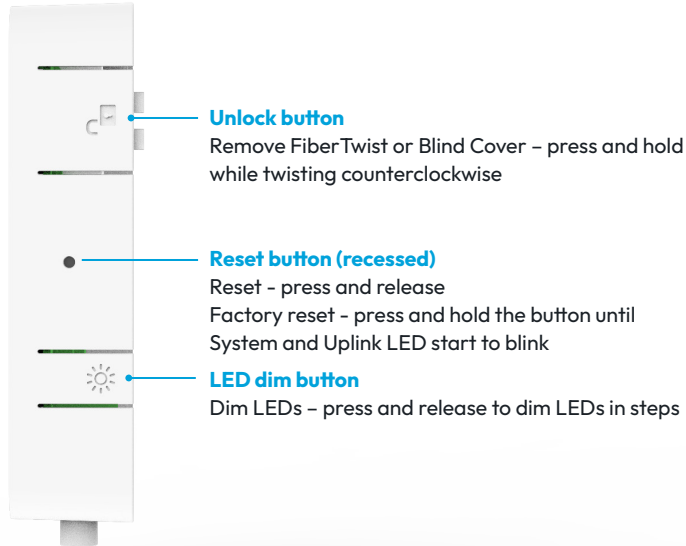 Unlock button
Remove FiberTwist or Blind Cover – press and hold
while twisting counterclockwise
Reset button (recessed)
Reset - press and release
Factory reset - press and hold the button until
System and Uplink LED start to blink
LED dim button
Dim LEDs – press and release to dim LEDs in steps